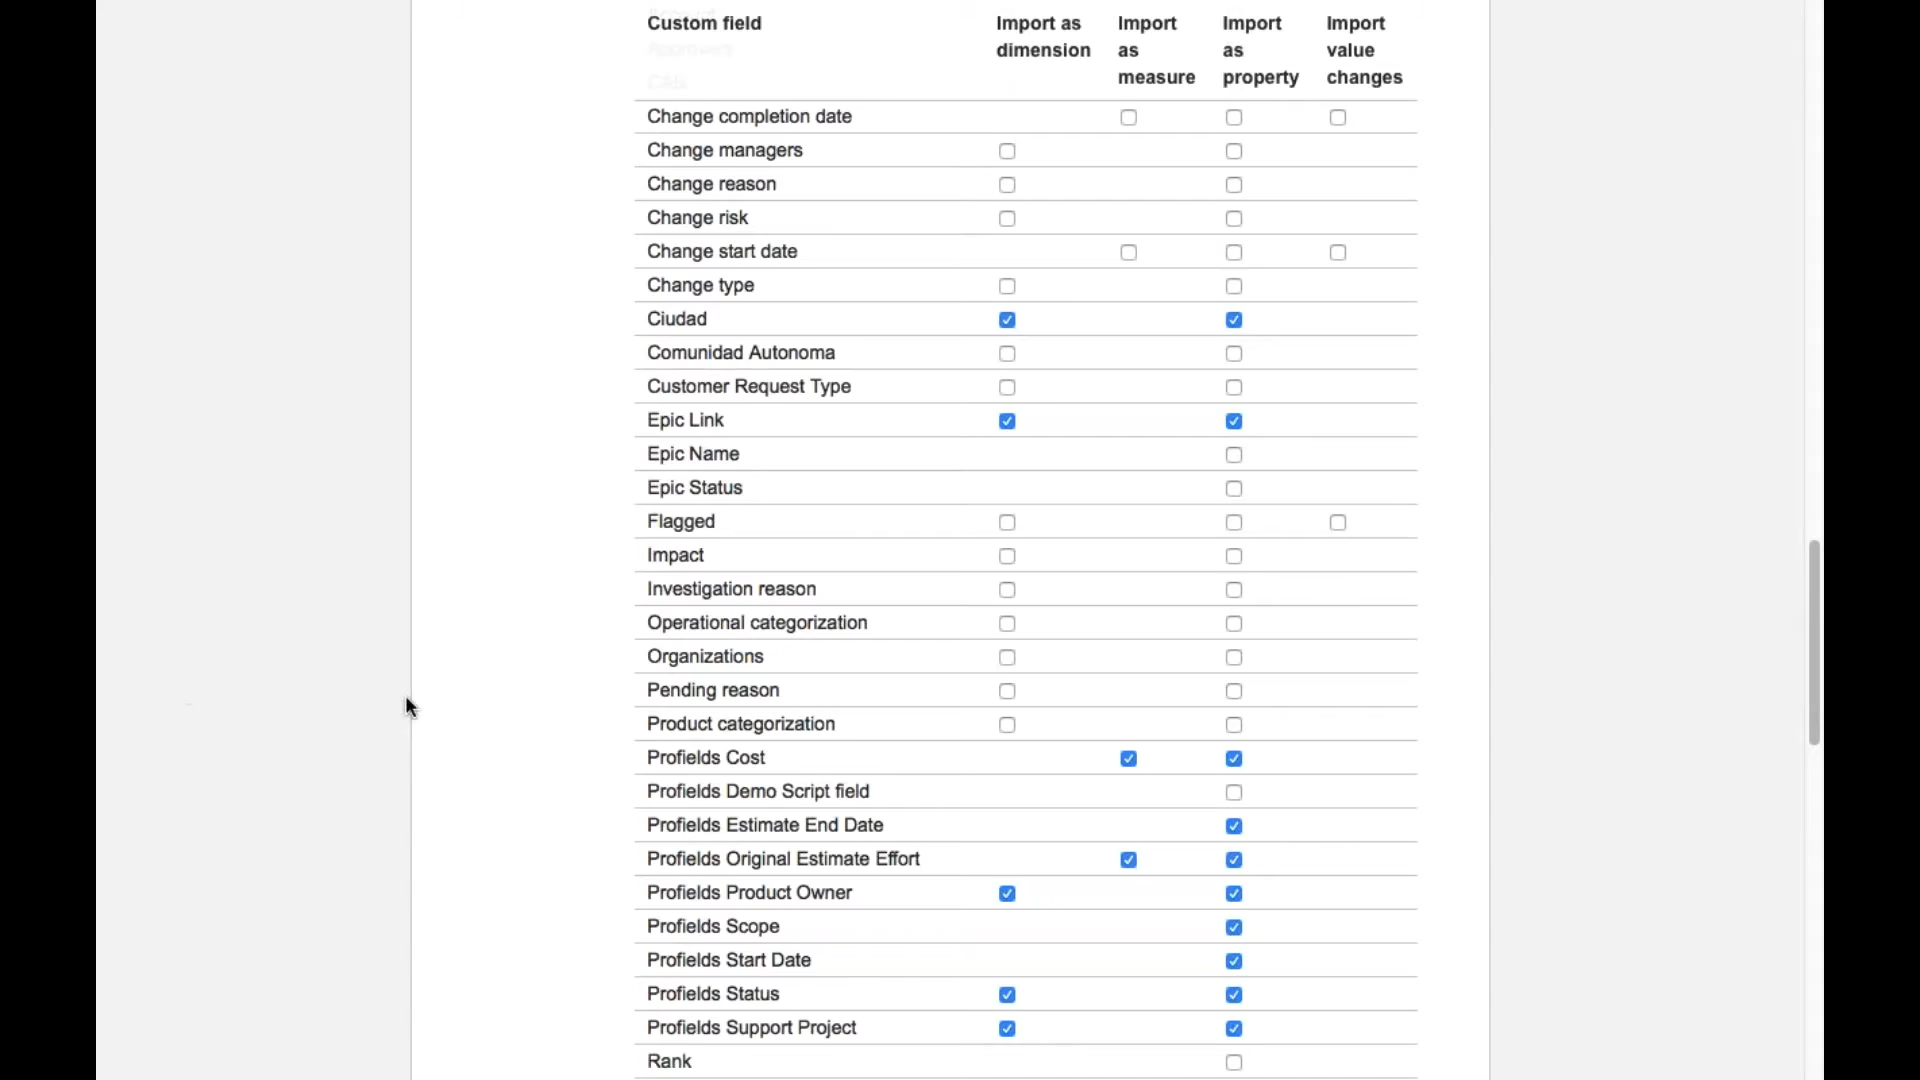 Custom field
Import as dimension
Import as measure
Import as property
Import value changes
Approvers
CAB
Change completion date
Change managers
Change reason
Change risk
Change start date
Change type
Ciudad
Comunidad Autonoma
Customer Request Type
Epic Link
Epic Name
Epic Status
Flagged
Impact
Investigation reason
Operational categorization
Organizations
Pending reason
Product categorization
Profields Cost
Profields Demo Script field
Profields Estimate End Date
Profields Original Estimate Effort
Profields Product Owner
Profields Scope
Profields Start Date
Profields Status
Profields Support Project
Rank